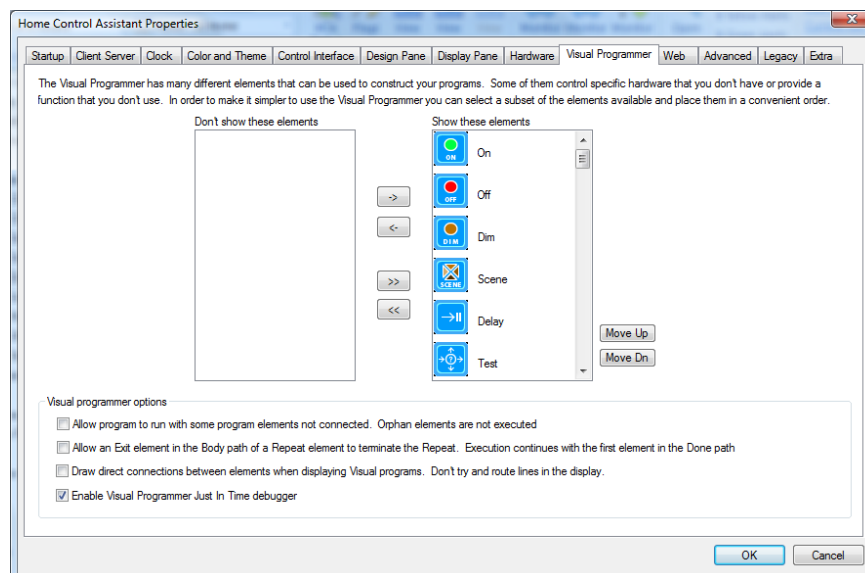 Home Control Assistant Properties
Startup Client Server Clock Color and Theme Control Interface Design Pane Display Pane Hardware Visual Programmer Web Advanced Legacy Extra
The Visual Programmer has many different elements that can be used to construct your programs. Some of them control specific hardware that you don't have or provide a
function that you don't use. In order to make it simpler to use the Visual Programmer you can select a subset of the elements available and place them in a convenient order.
Don't show these elements Show these elements
ON On
->
OFF Off
<-
DIM Dim
SCENE Scene
>>
<<
Delay
Move Up
Move Dn
? Test
Visual programmer options
Allow program to run with some program elements not connected. Orphan elements are not executed
Allow an Exit element in the Body path of a Repeat element to terminate the Repeat. Execution continues with the first element in the Done path
Draw direct connections between elements when displaying Visual programs. Don't try and route lines in the display.
Enable Visual Programmer Just In Time debugger
OK Cancel